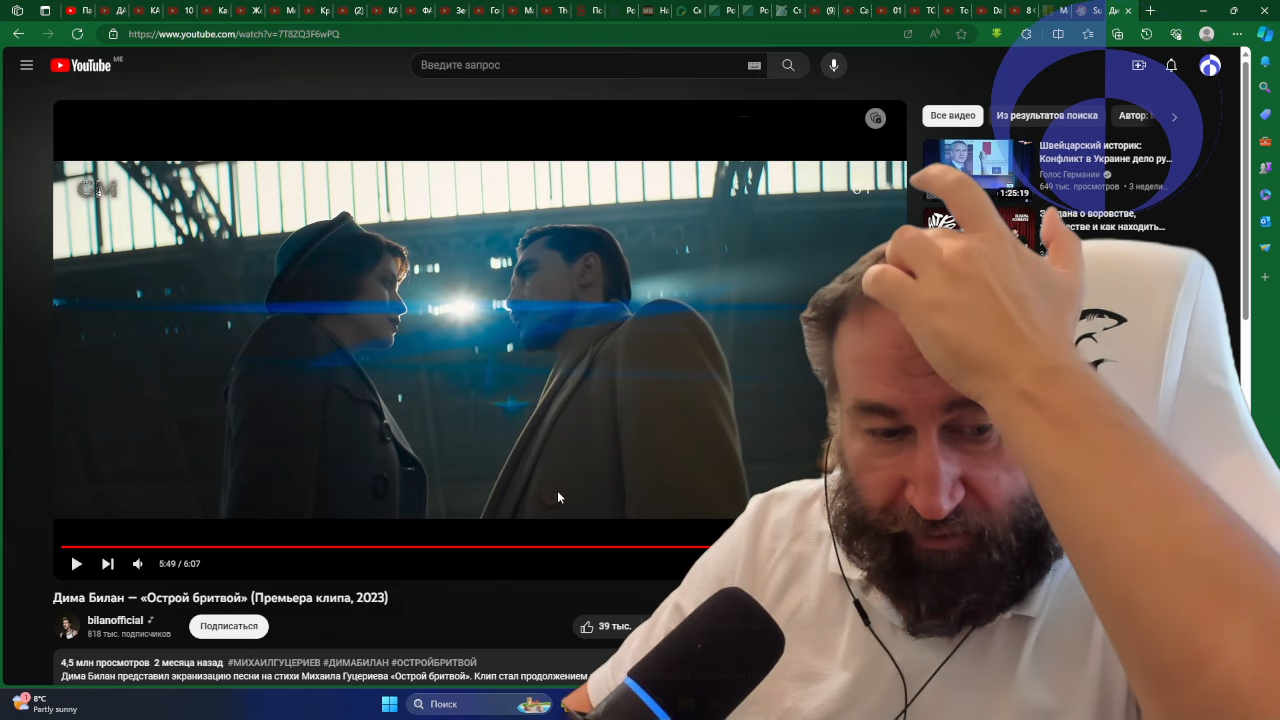 https://www.youtube.com/watch?v=7T8ZQ3F6wPQ
YouTube ME
Введите запрос
Все видео
Из результатов поиска
Автор:
Швейцарский историк:
Конфликт в Украине дело ру...
Голос Германии
649 тыс. просмотров • 3 недели...
1:25:19
5:49 / 6:07
Дима Билан – «Острой бритвой» (Премьера клипа, 2023)
bilanofficial
818 тыс. подписчиков
Подписаться
39 тыс.
4,5 млн просмотров 2 месяца назад #МИХАИЛГУЦЕРИЕВ #ДИМАБИЛАН #ОСТРОЙБРИТВОЙ
Дима Билан представил экранизацию песни на стихи Михаила Гуцериева «Острой бритвой». Клип стал продолжением
8°C
Partly sunny
Поиск